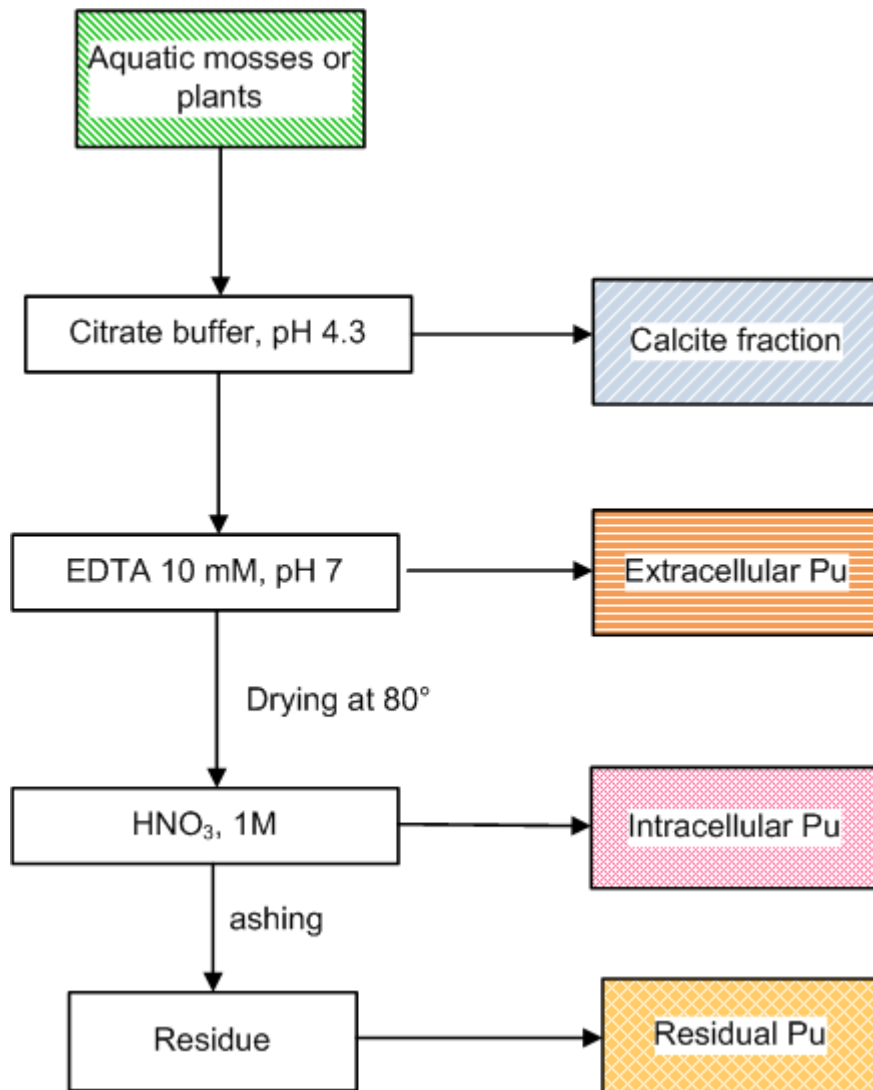 Aquatic mosses or
plants
Citrate buffer, pH 4.3
Calcite fraction
EDTA 10 mM, pH 7
Extracellular Pu
Drying at 80°
HNO₃, 1M
Intracellular Pu
ashing
Residue
Residual Pu